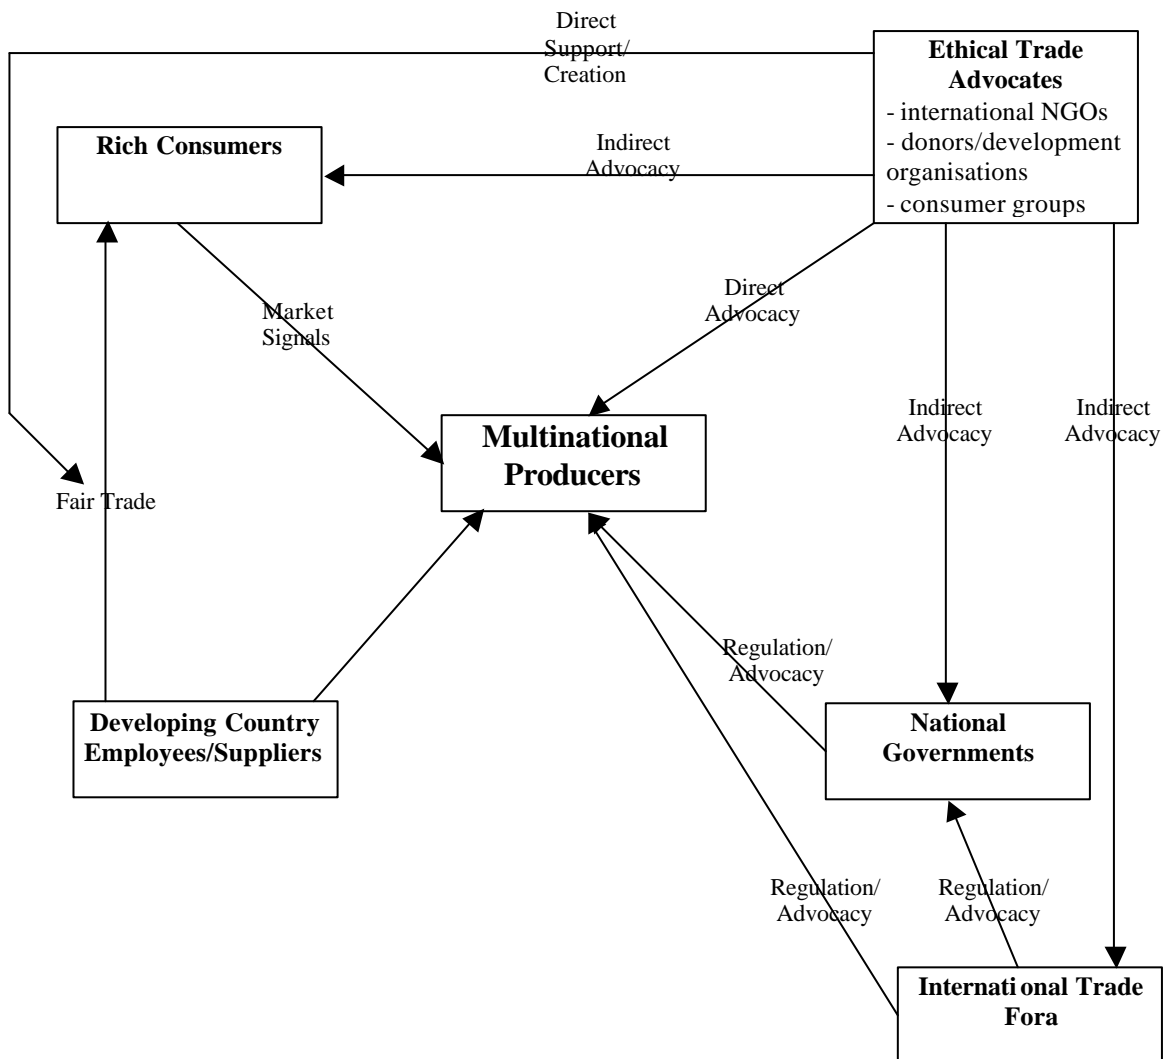 Direct
Support/
Creation
Ethical Trade
Advocates
- international NGOs
- donors/development
organisations
- consumer groups
Rich Consumers
Indirect
Advocacy
Market
Signals
Direct
Advocacy
Multinational
Producers
Indirect
Advocacy
Indirect
Advocacy
Fair Trade
Regulation/
Advocacy
Developing Country
Employees/Suppliers
National
Governments
Regulation/
Advocacy
Regulation/
Advocacy
International Trade
Fora